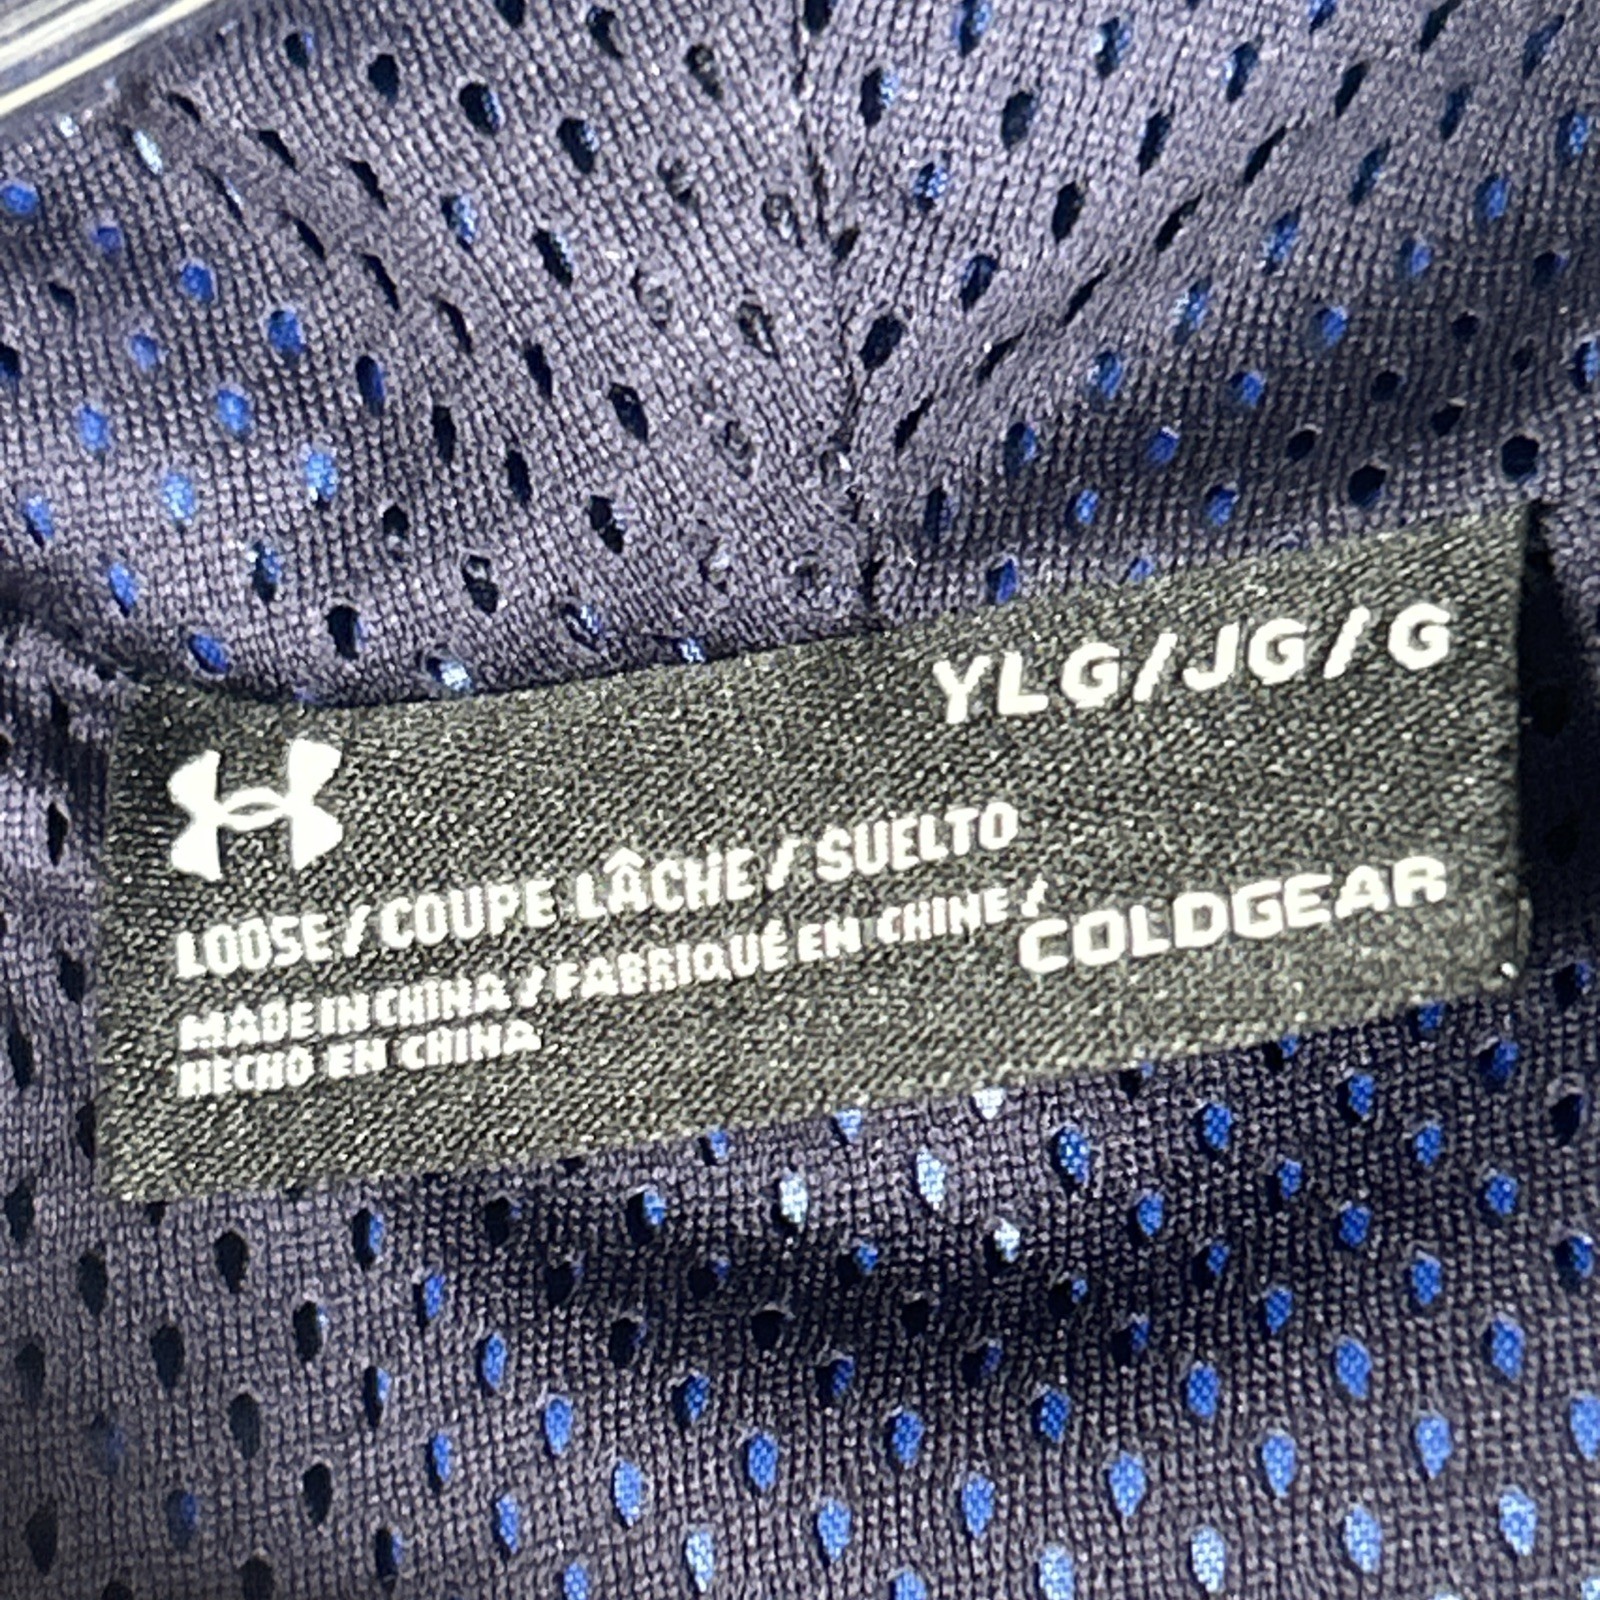 YLG/JG/G
LOOSE/COUPE LÂCHE/SUELTO
MADE IN CHINA/FABRIQUÉ EN CHINE/
HECHO EN CHINA
COLDGEAR